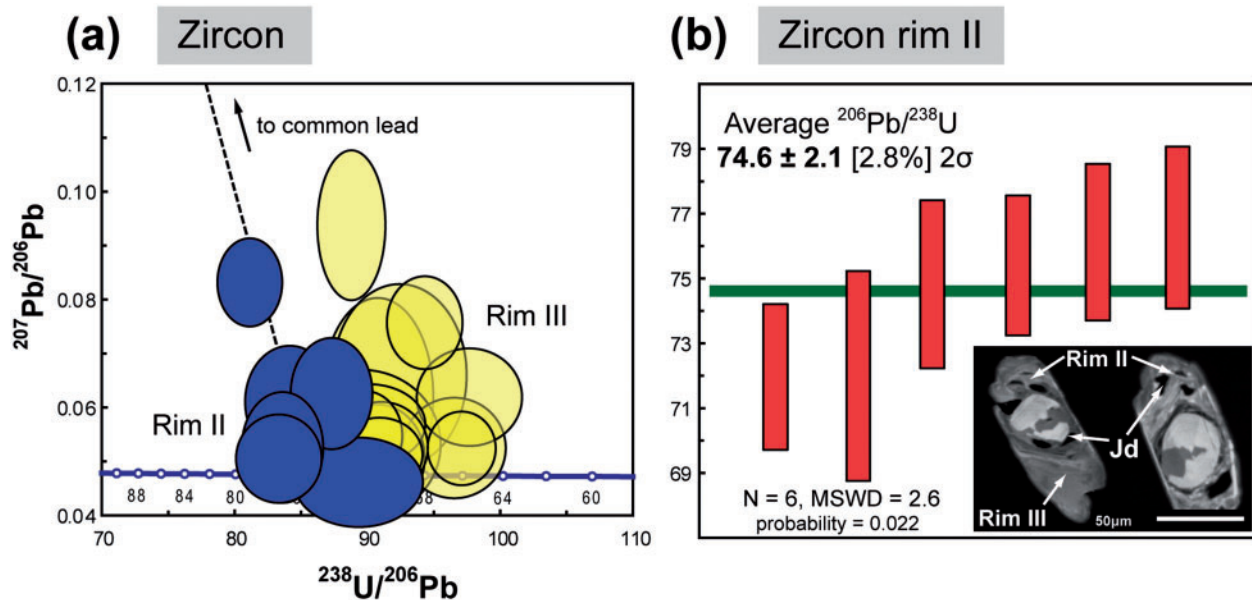 (a) Zircon
0.12
0.10
0.08
0.06
0.04
²⁰⁷Pb/²⁰⁶Pb
to common lead
Rim III
Rim II
88 84 80 68 64 60
70 80 90 100 110
²³⁸U/²⁰⁶Pb
(b) Zircon rim II
Average ²⁰⁶Pb/²³⁸U
74.6 ± 2.1 [2.8%] 2σ
79
77
75
73
71
69
N = 6, MSWD = 2.6
probability = 0.022
Rim II
Jd
Rim III
50µm